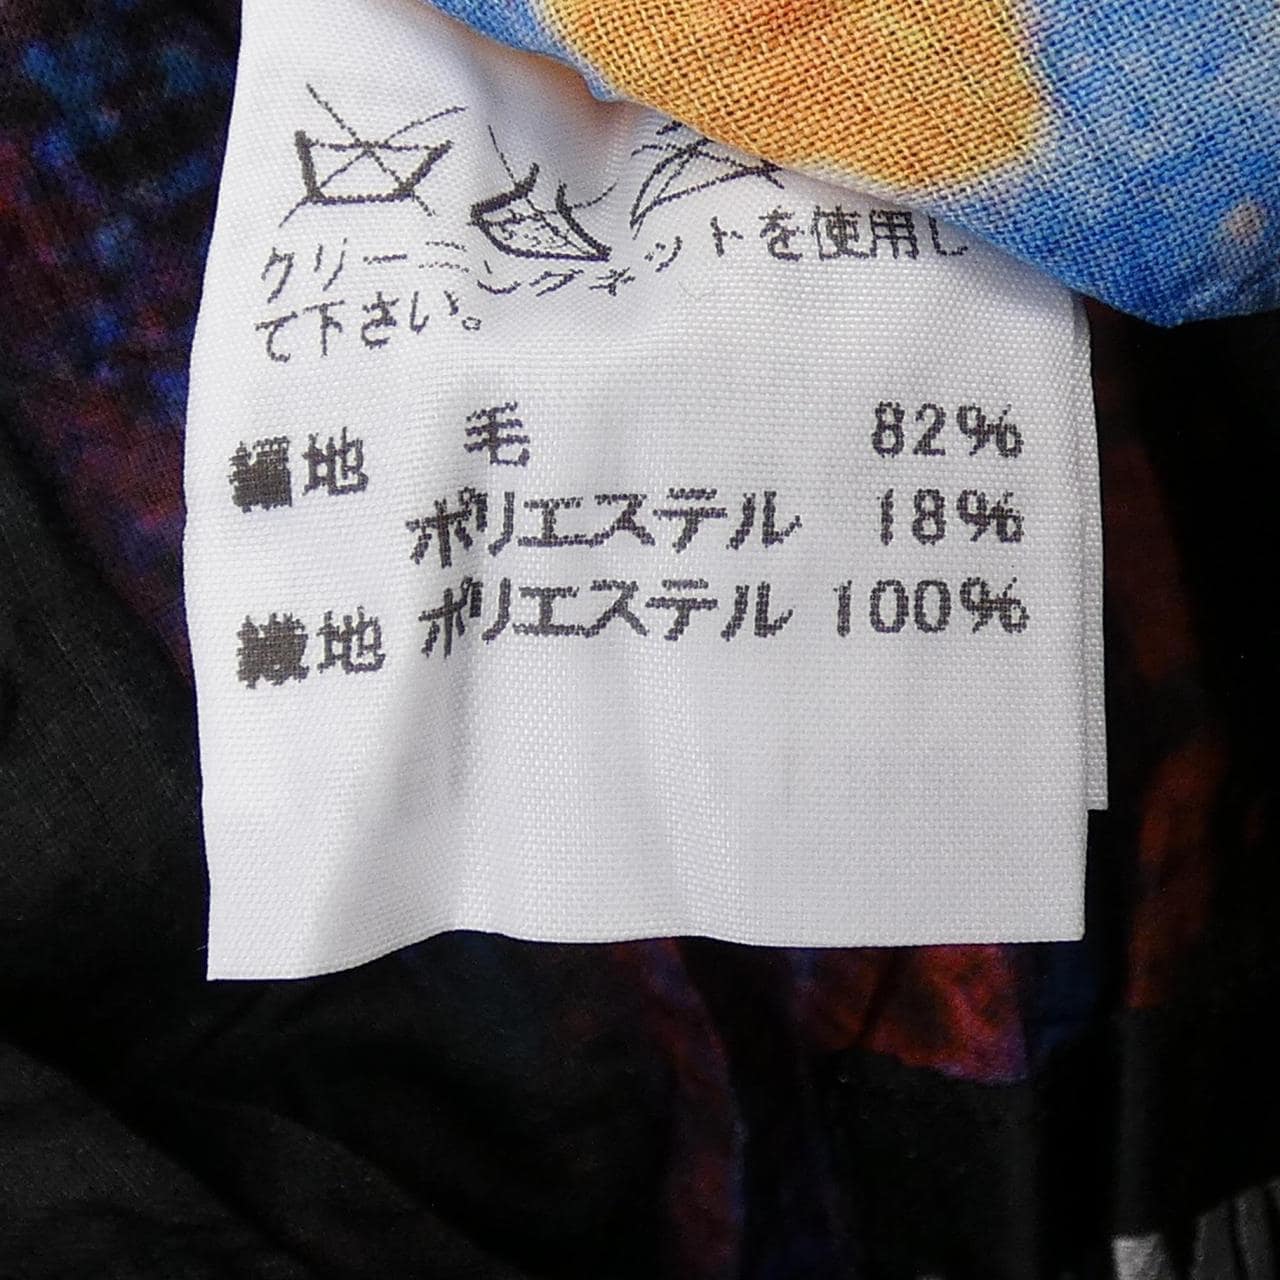 クリーニングネットを使用し
て下さい。
編地 毛 82%
ポリエステル 18%
織地 ポリエステル 100%